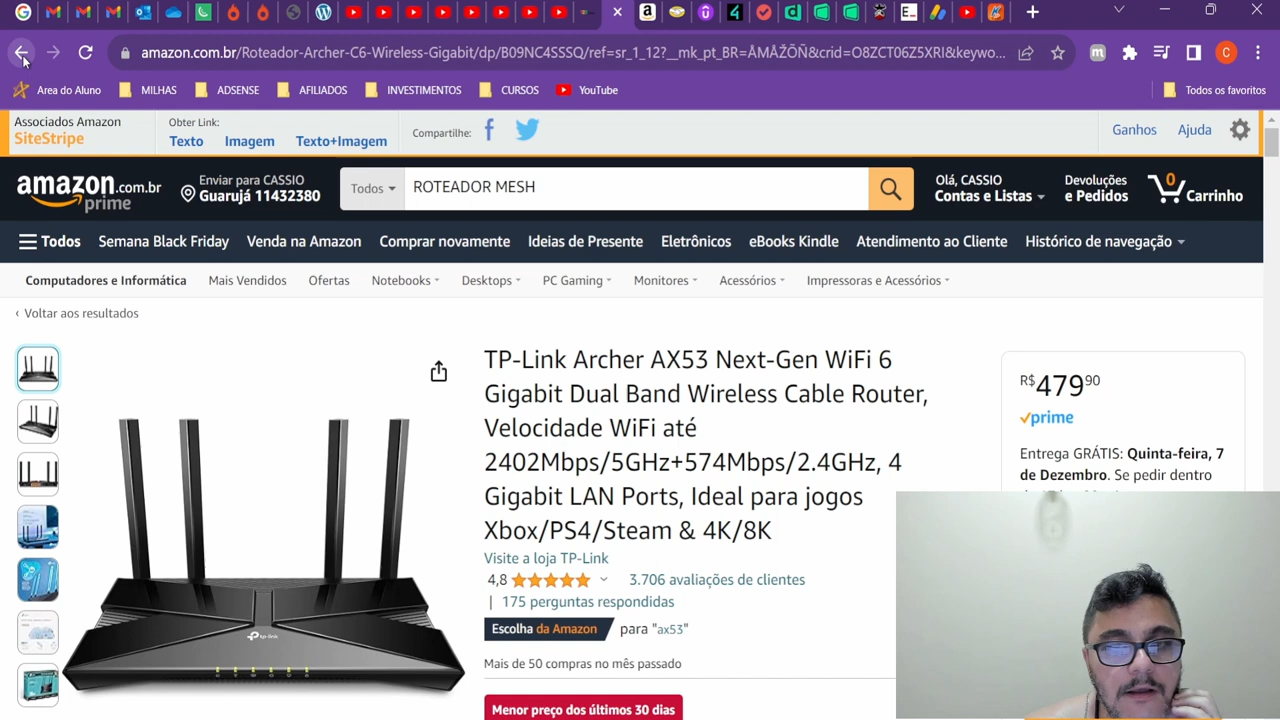 amazon.com.br/Roteador-Archer-C6-Wireless-Gigabit/dp/B09NC4SSSQ/ref=sr_1_12?__mk_pt_BR=ÅMÅŽÕÑ&crid=O8ZCT06Z5XRI&keywo...
Area do Aluno MILHAS ADSENSE AFILIADOS INVESTIMENTOS CURSOS YouTube Todos os favoritos
Associados Amazon
SiteStripe
Obter Link:
Texto Imagem Texto+Imagem
Compartilhe:
Ganhos Ajuda
amazon.com.br
prime
Enviar para CASSIO
Guarujá 11432380
Todos ROTEADOR MESH
Olá, CASSIO
Contas e Listas
Devoluções
e Pedidos
0
Carrinho
Todos Semana Black Friday Venda na Amazon Comprar novamente Ideias de Presente Eletrônicos eBooks Kindle Atendimento ao Cliente Histórico de navegação
Computadores e Informática Mais Vendidos Ofertas Notebooks Desktops PC Gaming Monitores Acessórios Impressoras e Acessórios
‹ Voltar aos resultados
TP-Link Archer AX53 Next-Gen WiFi 6
Gigabit Dual Band Wireless Cable Router,
Velocidade WiFi até
2402Mbps/5GHz+574Mbps/2.4GHz, 4
Gigabit LAN Ports, Ideal para jogos
Xbox/PS4/Steam & 4K/8K
Visite a loja TP-Link
4,8 3.706 avaliações de clientes
| 175 perguntas respondidas
Escolha da Amazon para "ax53"
Mais de 50 compras no mês passado
Menor preço dos últimos 30 dias
R$47990
prime
Entrega GRÁTIS: Quinta-feira, 7
de Dezembro. Se pedir dentro
tp-link